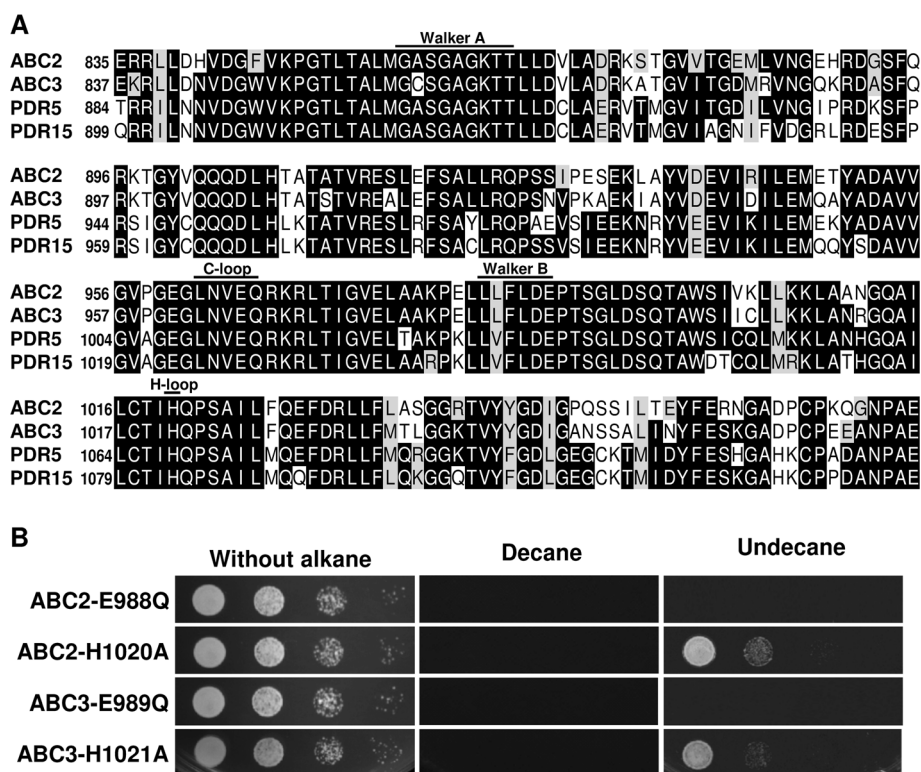 A
Walker A
ABC2 835 ERRLLDHVDGFVKPGTLTALMGASGAGKTTLLDVLADRKSTGVVTGEMLVNGEHRDGSFQ
ABC3 837 EKRLLDNVDGWVKPGTLTALMGCSGAGKTTLLDVLADRKATGVITGDMRVNGQKRDASFQ
PDR5 884 TRRILNNVDGWVKPGTLTALMGASGAGKTTLLDCLAERVTMGVITGDILVNGIPRDKSFP
PDR15 899 QRRILNNVDGWVKPGTLTALMGASGAGKTTLLDCLAERVTMGVIAGNIFVDGRLRDESFP
ABC2 896 RKTGYVQQQDLHTATATVRESLEFSALLRQPSSIPESEKLAYVDEVIRILEMETYADAVV
ABC3 897 RKTGYVQQQDLHTATSTVREALEFSALLRQPSNVPKAEKIAYVDEVIDILEMQAYADAVV
PDR5 944 RSIGYCQQQDLHLKTATVRESLRFSAYLRQPAEVSIEEKNRYVEEVIKILEMEKYADAVV
PDR15 959 RSIGYCQQQDLHLKTATVRESLRFSACLRQPSSVSIEEKNRYVEEVIKILEMQQYSDAVV
C-loop Walker B
ABC2 956 GVPGEGLNVEQRKRLTIGVELAAKPELLLFLDEPTSGLDSQTAWSIVKLLKKLAANGQAI
ABC3 957 GVPGEGLNVEQRKRLTIGVELAAKPELLLFLDEPTSGLDSQTAWSIICLLKKLANRGQAI
PDR5 1004 GVAGEGLNVEQRKRLTIGVELTAKPKLLVFLDEPTSGLDSQTAWSICQLMKKLANHGQAI
PDR15 1019 GVAGEGLNVEQRKRLTIGVELAARPKLLVFLDEPTSGLDSQTAWDTCQLMRKLATHGQAI
H-loop
ABC2 1016 LCTIHQPSAILFQEFDRLLFLASGGRTVYYGDIGPQSSILTEYFERNGADPCPKQGNPAE
ABC3 1017 LCTIHQPSAILFQEFDRLLFMTLGGKTVYYGDIGANSSALINYFESKGADPCPEEANPAE
PDR5 1064 LCTIHQPSAILMQEFDRLLFMQRGGKTVYFGDLGEGCKTMIDYFESHGAHKCPADANPAE
PDR15 1079 LCTIHQPSAILMQQFDRLLFLQKGGQTVYFGDLGEGCKTMIDYFESKGAHKCPPDANPAE
B
Without alkane Decane Undecane
ABC2-E988Q
ABC2-H1020A
ABC3-E989Q
ABC3-H1021A